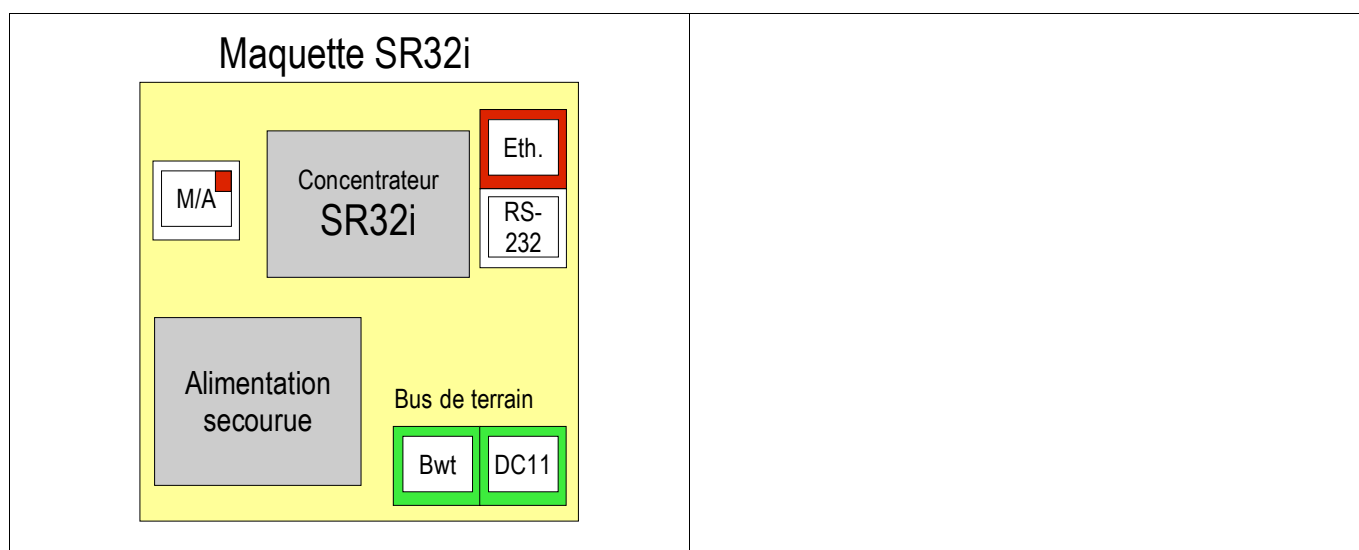 Maquette SR32i
Eth.
M/A
Concentrateur
SR32i
RS-
232
Alimentation
secourue
Bus de terrain
Bwt
DC11